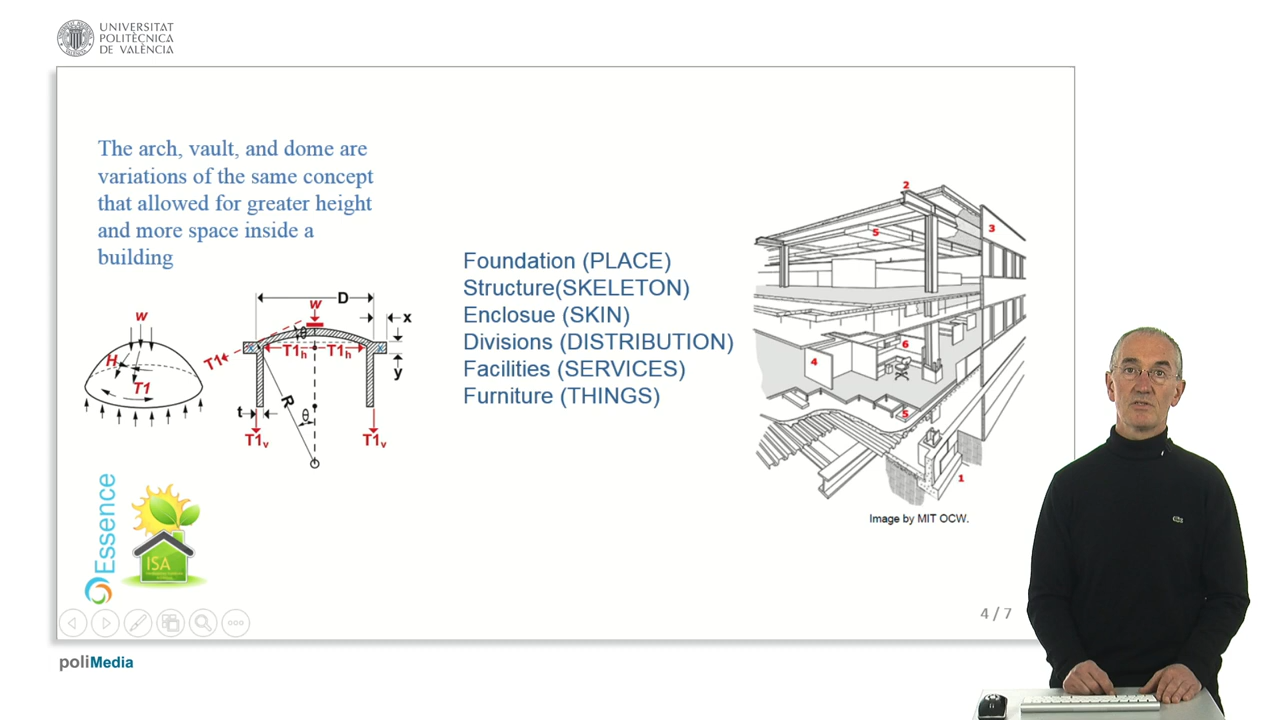 UNIVERSITAT
POLITÈCNICA
DE VALÈNCIA
The arch, vault, and dome are
variations of the same concept
that allowed for greater height
and more space inside a
building
Foundation (PLACE)
Structure(SKELETON)
Enclosue (SKIN)
Divisions (DISTRIBUTION)
Facilities (SERVICES)
Furniture (THINGS)
w
H
T1
D
w
x
θ
T1
T1h
T1h
y
t
R
θ
T1v
T1v
2
3
5
6
4
5
1
Image by MIT OCW.
Essence
ISA
4 / 7
poliMedia